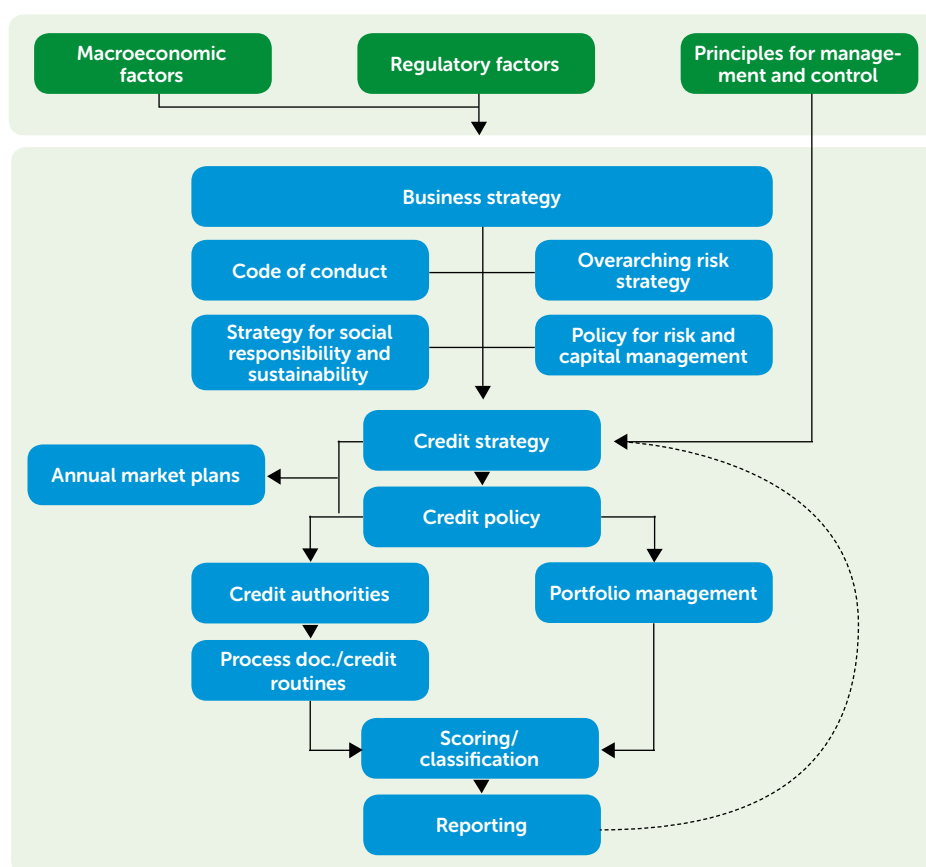 Macroeconomic
factors
Regulatory factors
Principles for manage-
ment and control
Business strategy
Code of conduct
Overarching risk
strategy
Strategy for social
responsibility and
sustainability
Policy for risk and
capital management
Credit strategy
Annual market plans
Credit policy
Credit authorities
Portfolio management
Process doc./credit
routines
Scoring/
classification
Reporting